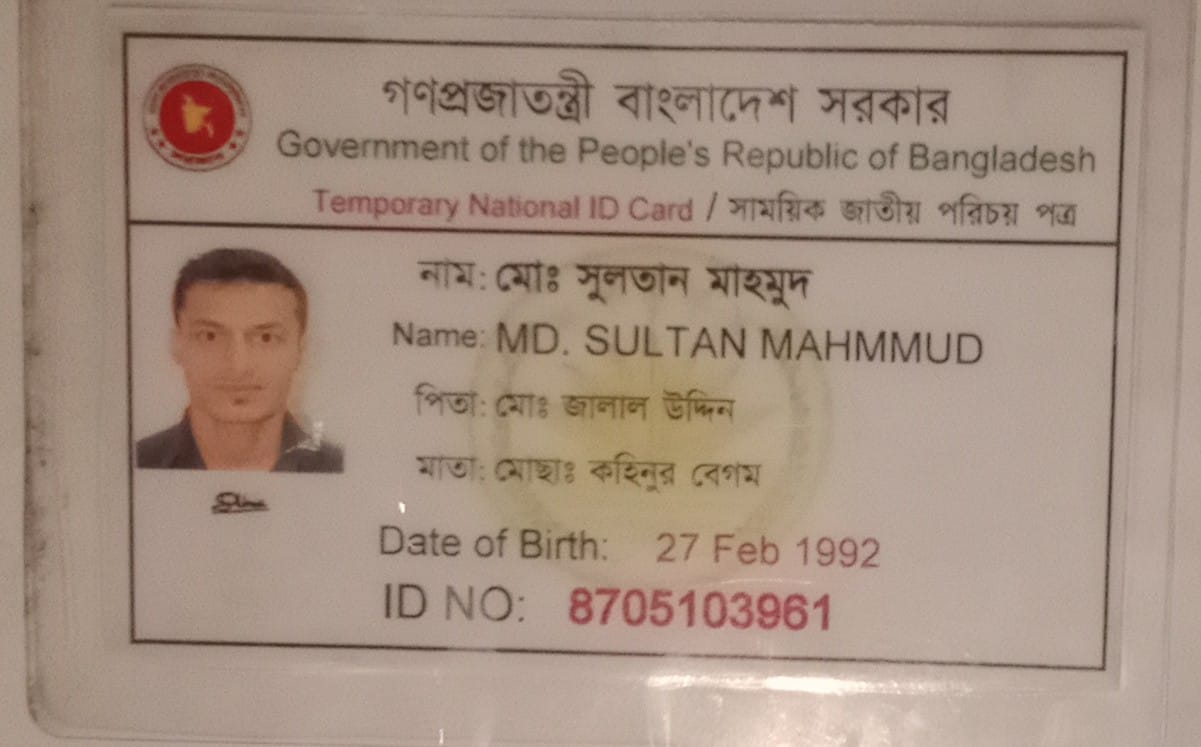 গণপ্রজাতন্ত্রী বাংলাদেশ সরকার
Government of the People's Republic of Bangladesh
Temporary National ID Card / সাময়িক জাতীয় পরিচয় পত্র
নাম: মোঃ সুলতান মাহমুদ
Name: MD. SULTAN MAHMMUD
পিতা: মোঃ জালাল উদ্দিন
মাতা: মোছাঃ কহিনুর বেগম
Date of Birth: 27 Feb 1992
ID NO: 8705103961